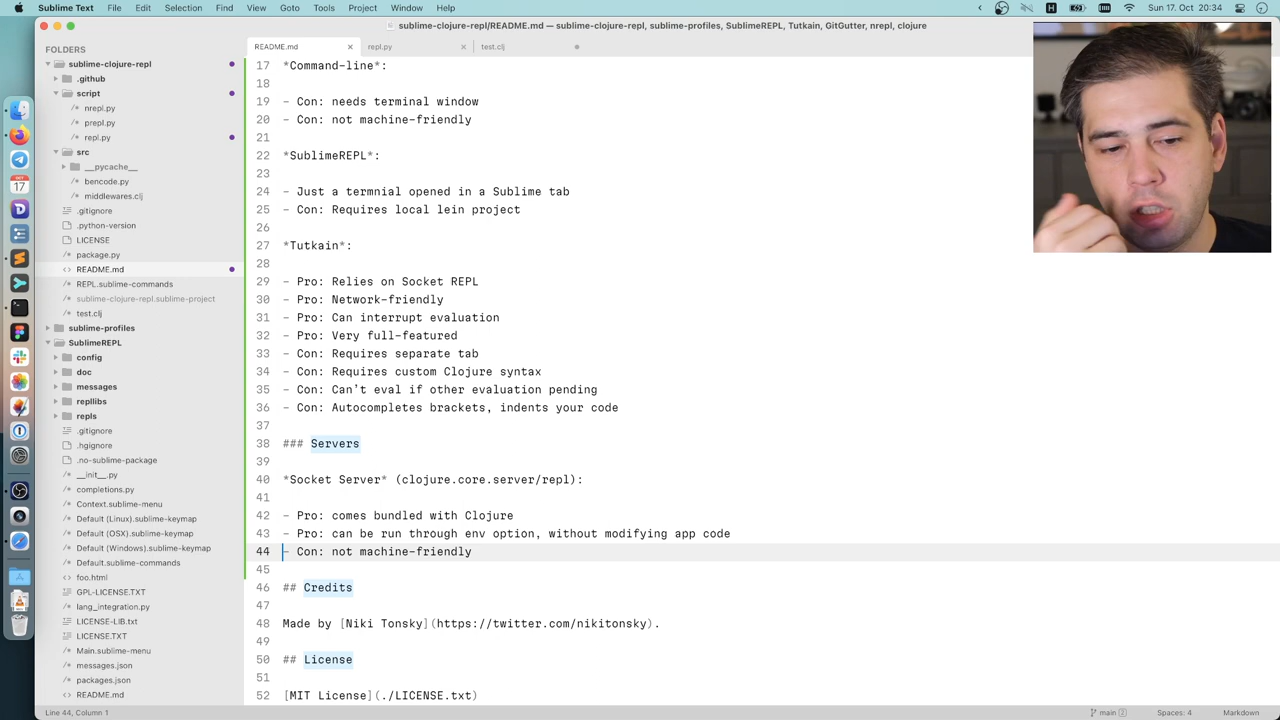 Sublime Text File Edit Selection Find View Goto Tools Project Window Help
Sun 17. Oct 20:34
sublime-clojure-repl/README.md — sublime-clojure-repl, sublime-profiles, SublimeREPL, Tutkain, GitGutter, nrepl, clojure
FOLDERS
sublime-clojure-repl
.github
script
nrepl.py
prepl.py
repl.py
src
__pycache__
bencode.py
middlewares.clj
.gitignore
.python-version
LICENSE
package.py
README.md
REPL.sublime-commands
sublime-clojure-repl.sublime-project
test.clj
sublime-profiles
SublimeREPL
config
doc
messages
repllibs
repls
.gitignore
.hgignore
.no-sublime-package
__init__.py
completions.py
Context.sublime-menu
Default (Linux).sublime-keymap
Default (OSX).sublime-keymap
Default (Windows).sublime-keymap
Default.sublime-commands
foo.html
GPL-LICENSE.TXT
lang_integration.py
LICENSE-LIB.txt
LICENSE.TXT
Main.sublime-menu
messages.json
packages.json
README.md
README.md repl.py test.clj
17 *Command-line*:
18
19 - Con: needs terminal window
20 - Con: not machine-friendly
21
22 *SublimeREPL*:
23
24 - Just a termnial opened in a Sublime tab
25 - Con: Requires local lein project
26
27 *Tutkain*:
28
29 - Pro: Relies on Socket REPL
30 - Pro: Network-friendly
31 - Pro: Can interrupt evaluation
32 - Pro: Very full-featured
33 - Con: Requires separate tab
34 - Con: Requires custom Clojure syntax
35 - Con: Can't eval if other evaluation pending
36 - Con: Autocompletes brackets, indents your code
37
38 ### Servers
39
40 *Socket Server* (clojure.core.server/repl):
41
42 - Pro: comes bundled with Clojure
43 - Pro: can be run through env option, without modifying app code
44 - Con: not machine-friendly
45
46 ## Credits
47
48 Made by [Niki Tonsky](https://twitter.com/nikitonsky).
49
50 ## License
51
52 [MIT License](./LICENSE.txt)
Line 44, Column 1
main 2 Spaces: 4 Markdown